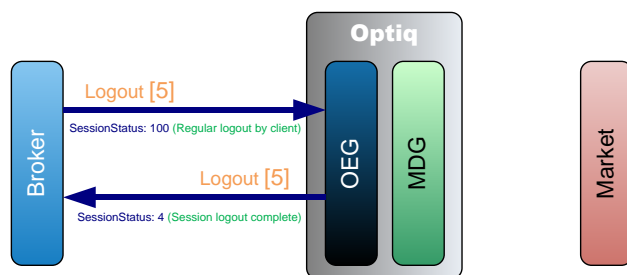 Optiq
Logout [5]
SessionStatus: 100 (Regular logout by client)
Broker
OEG
MDG
Market
Logout [5]
SessionStatus: 4 (Session logout complete)